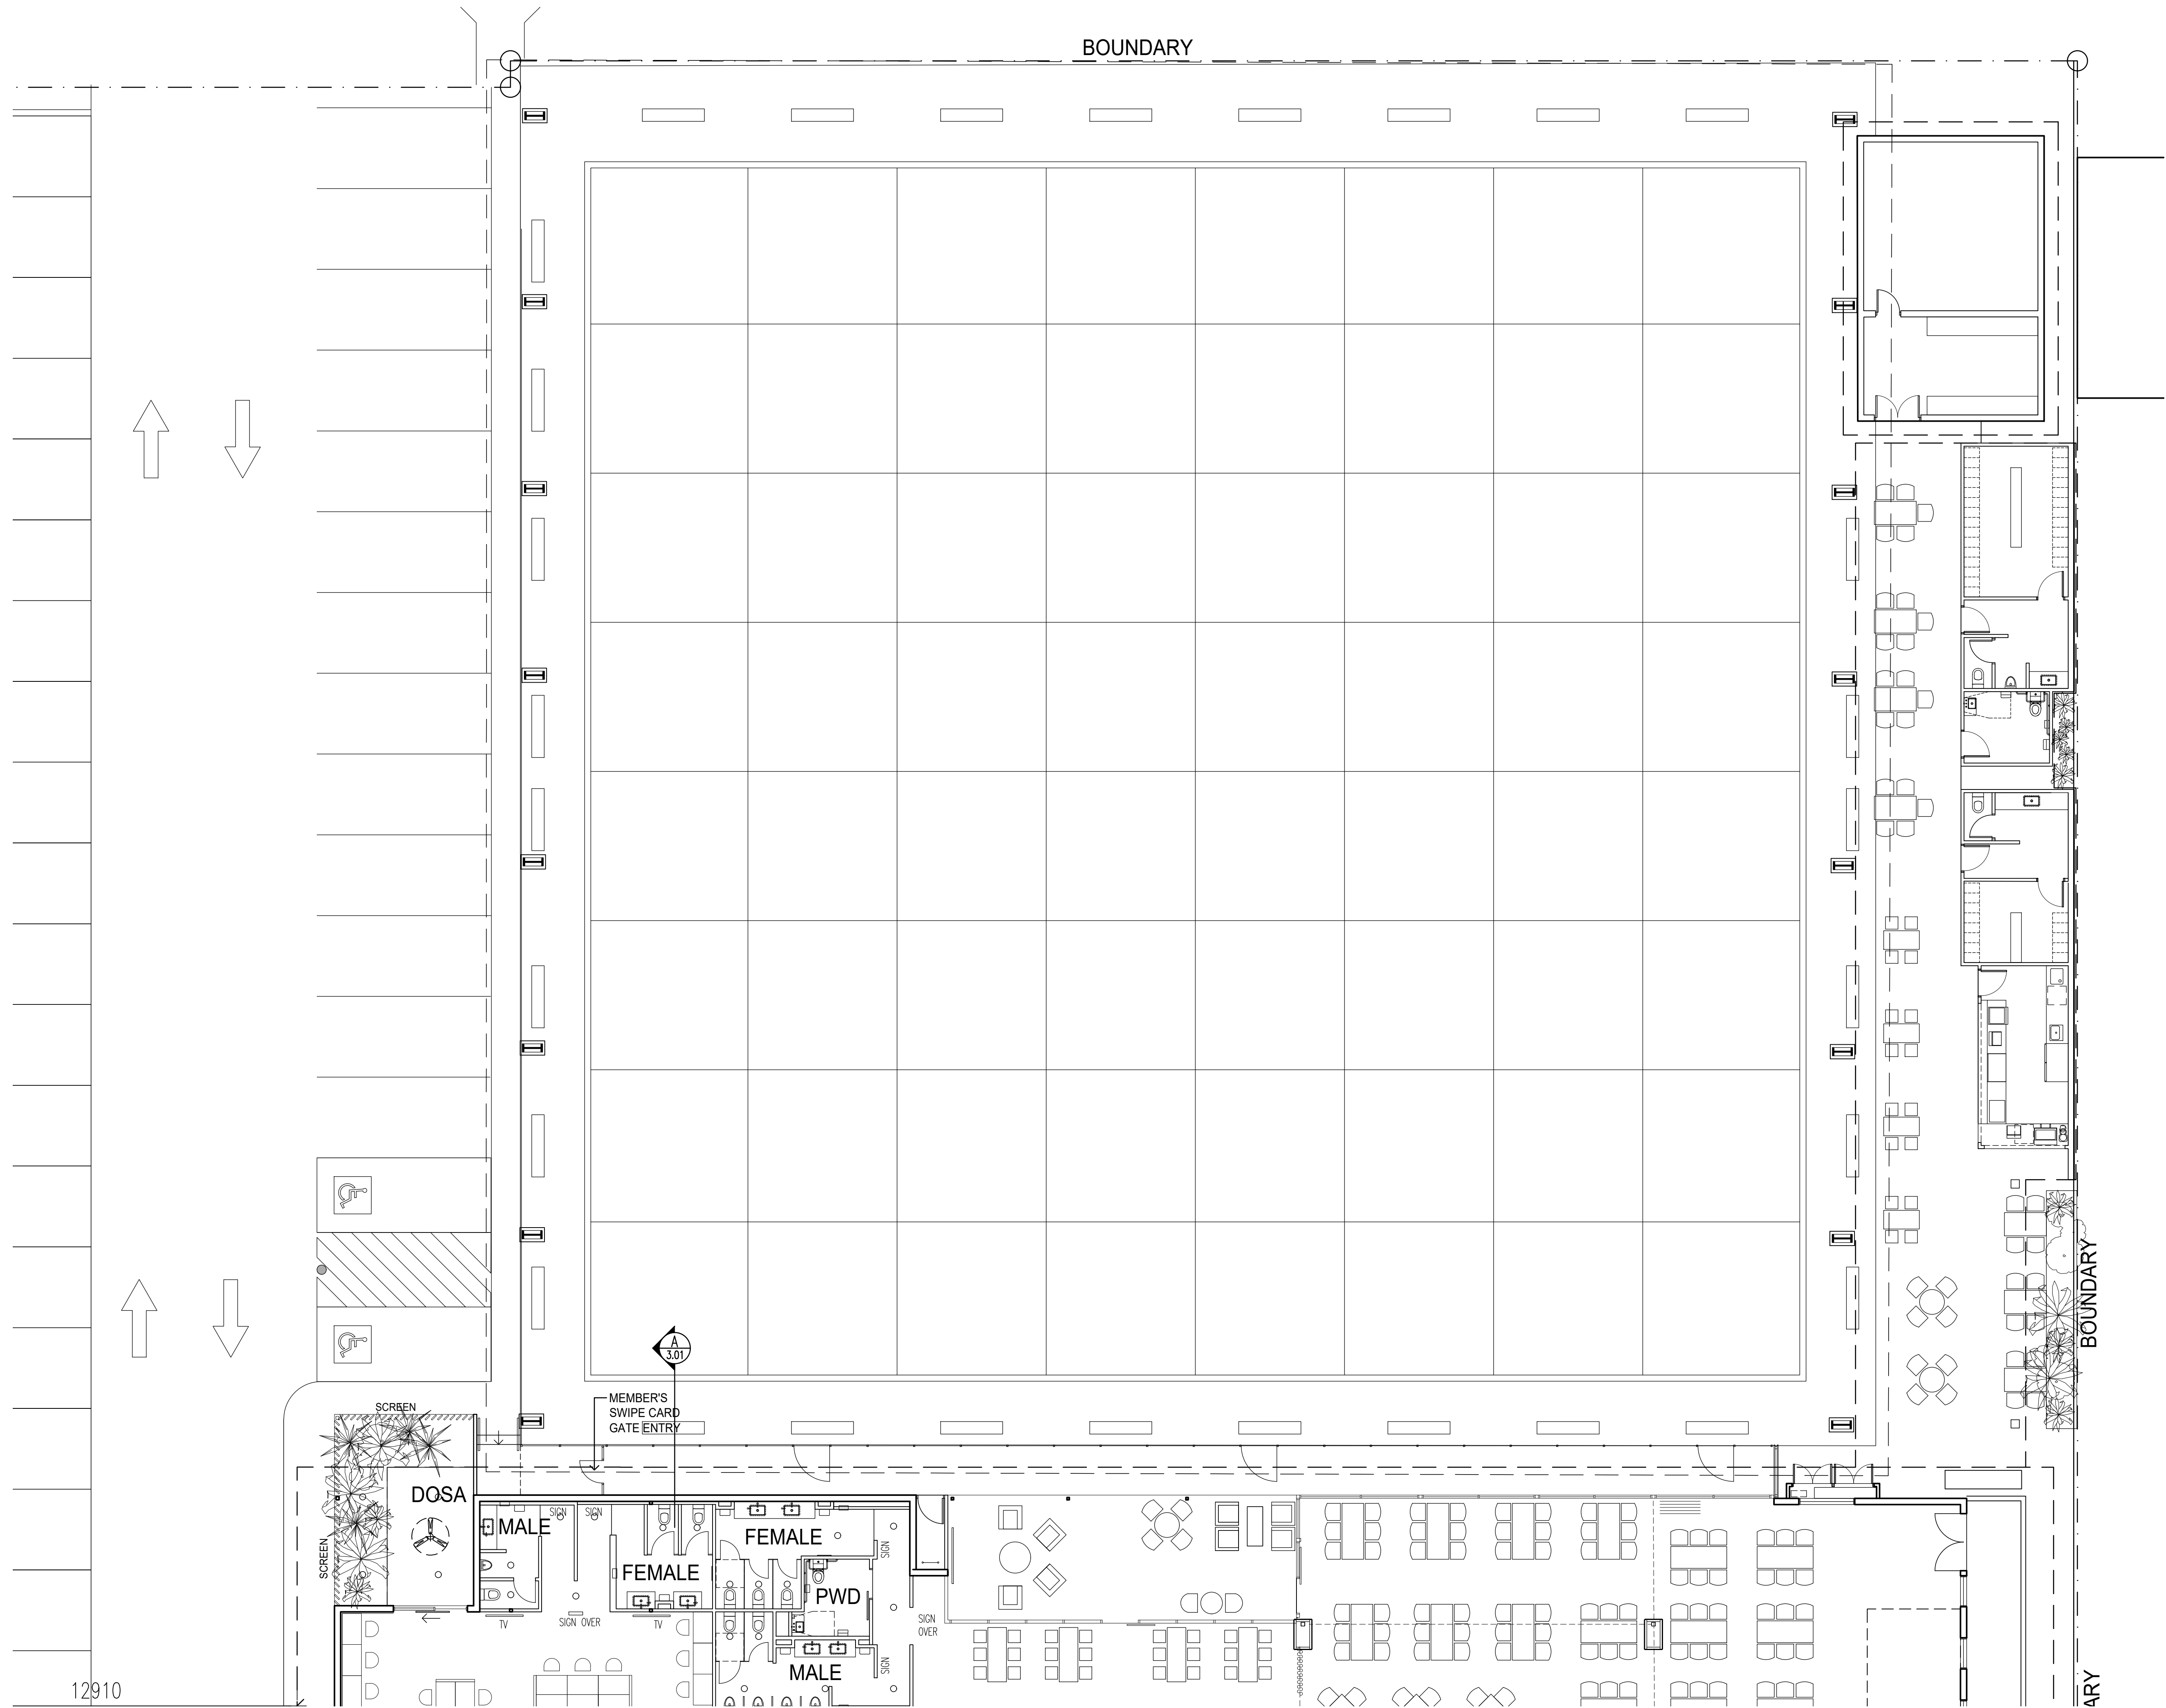 BOUNDARY
A
3.01
MEMBER'S
SWIPE CARD
GATE ENTRY
SCREEN
SCREEN
DOSA
MALE
SIGN
SIGN
FEMALE
FEMALE
PWD
SIGN
SIGN
OVER
TV
SIGN OVER
TV
MALE
SIGN
12910
BOUNDARY
ARY